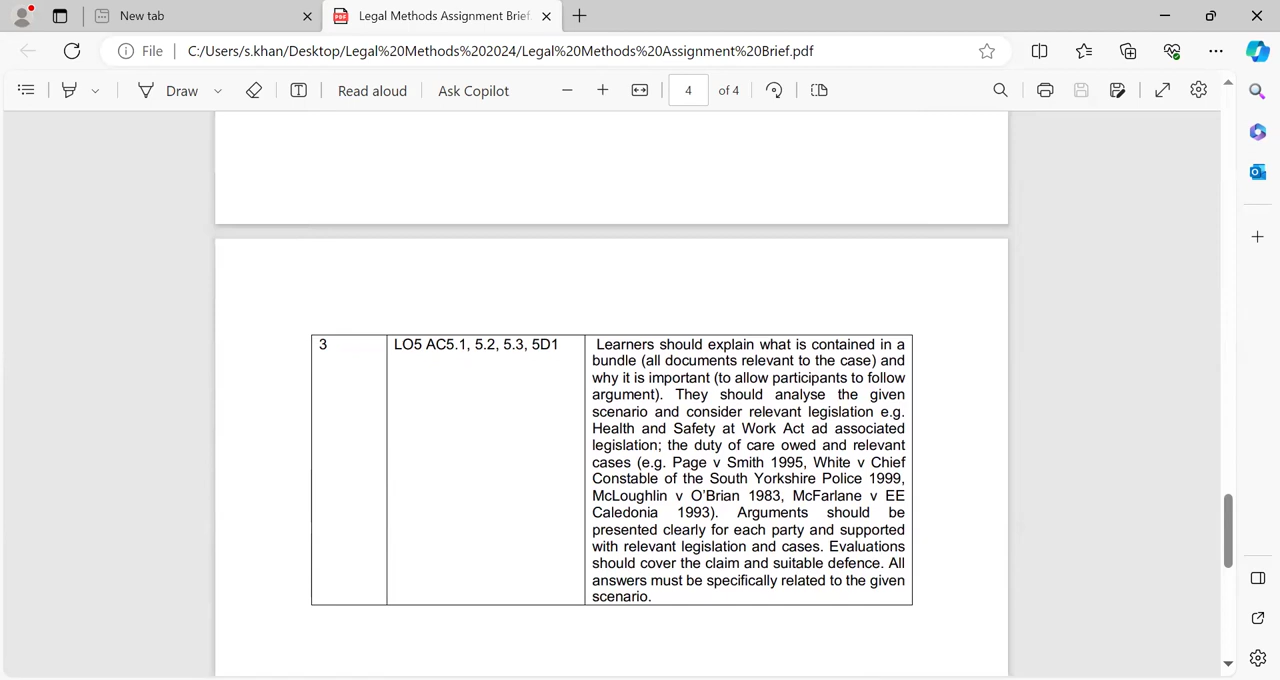 New tab
Legal Methods Assignment Brief.
File
C:/Users/s.khan/Desktop/Legal%20Methods%202024/Legal%20Methods%20Assignment%20Brief.pdf
Draw
Read aloud
Ask Copilot
4
of 4
3
LO5 AC5.1, 5.2, 5.3, 5D1
Learners should explain what is contained in a
bundle (all documents relevant to the case) and
why it is important (to allow participants to follow
argument). They should analyse the given
scenario and consider relevant legislation e.g.
Health and Safety at Work Act ad associated
legislation; the duty of care owed and relevant
cases (e.g. Page v Smith 1995, White v Chief
Constable of the South Yorkshire Police 1999,
McLoughlin v O'Brian 1983, McFarlane v EE
Caledonia 1993). Arguments should be
presented clearly for each party and supported
with relevant legislation and cases. Evaluations
should cover the claim and suitable defence. All
answers must be specifically related to the given
scenario.